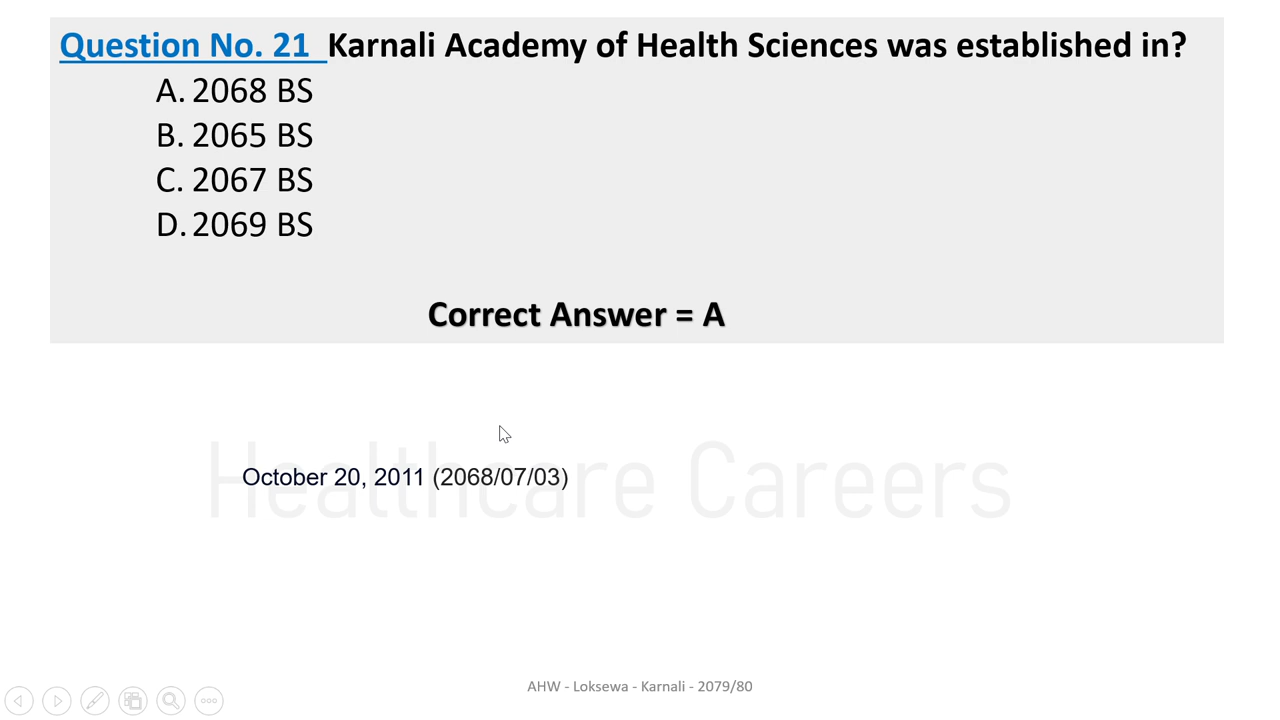 Question No. 21 Karnali Academy of Health Sciences was established in?
A. 2068 BS
B. 2065 BS
C. 2067 BS
D. 2069 BS
Correct Answer = A
Healthcare Careers
October 20, 2011 (2068/07/03)
AHW - Loksewa - Karnali - 2079/80